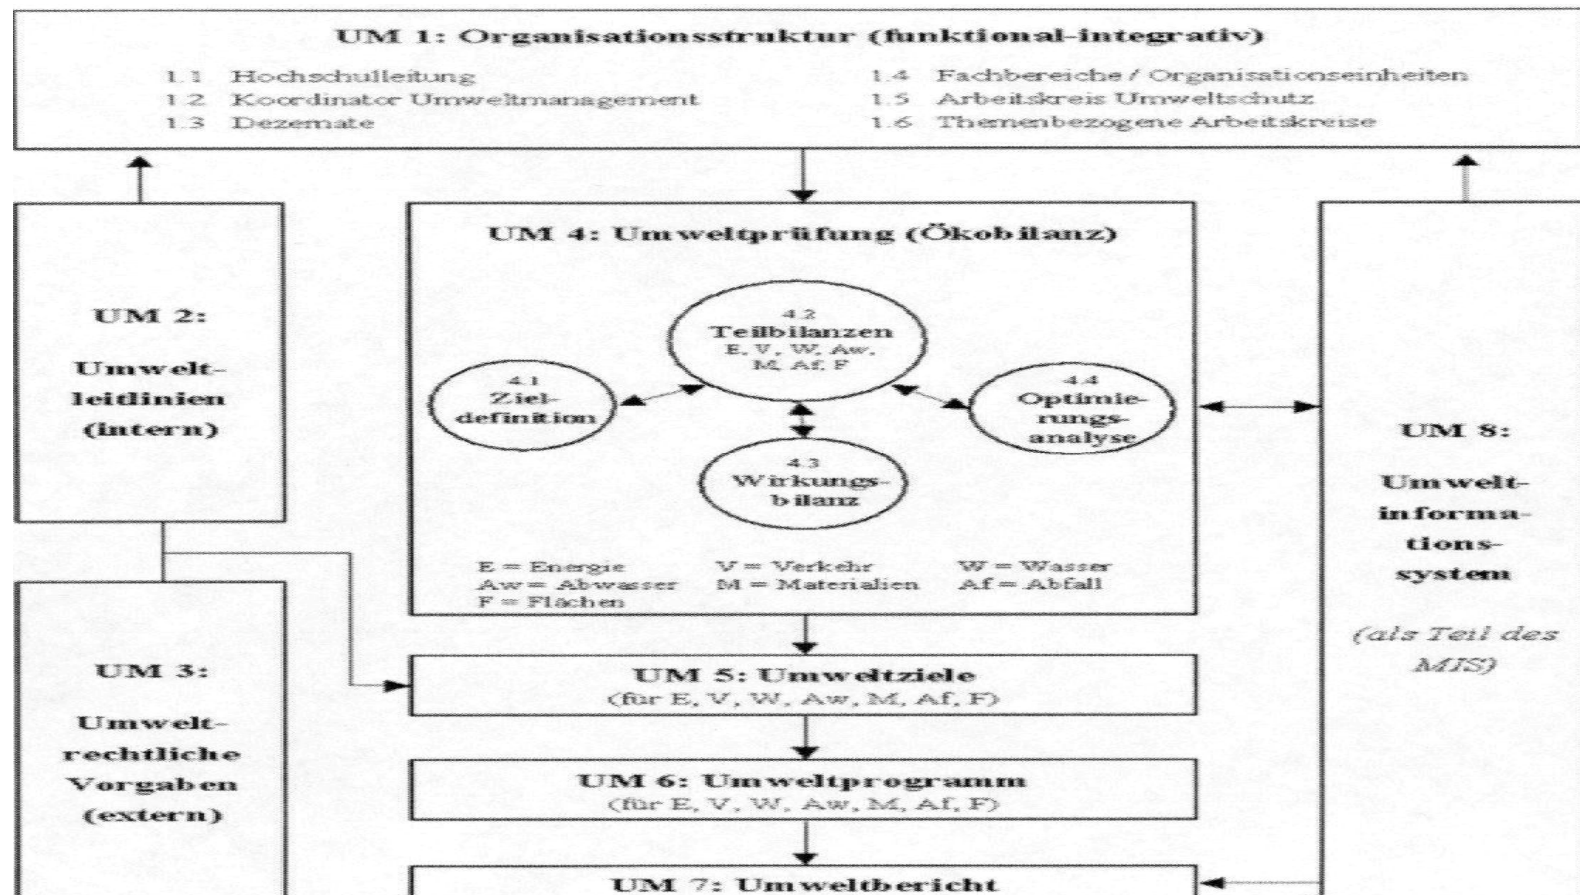 UM 1: Organisationsstruktur (funktional-integrativ)
1.1 Hochschulleitung
1.2 Koordinator Umweltmanagement
1.3 Dezernate
1.4 Fachbereiche / Organisationseinheiten
1.5 Arbeitskreis Umweltschutz
1.6 Themenbezogene Arbeitskreise
UM 2:
Umwelt-
leitlinien
(intern)
UM 3:
Umwelt-
rechtliche
Vorgaben
(extern)
UM 4: Umweltprüfung (Ökobilanz)
4.1
Ziel-
definition
4.2
Teilbilanzen
E, V, W, Aw,
M, Af, F
4.3
Wirkungs-
bilanz
4.4
Optimie-
rungs-
analyse
E = Energie V = Verkehr W = Wasser
Aw = Abwasser M = Materialien Af = Abfall
F = Flächen
UM 5: Umweltziele
(für E, V, W, Aw, M, Af, F)
UM 6: Umweltprogramm
(für E, V, W, Aw, M, Af, F)
UM 7: Umweltbericht
UM 8:
Umwelt-
informa-
tions-
system
(als Teil des
MIS)